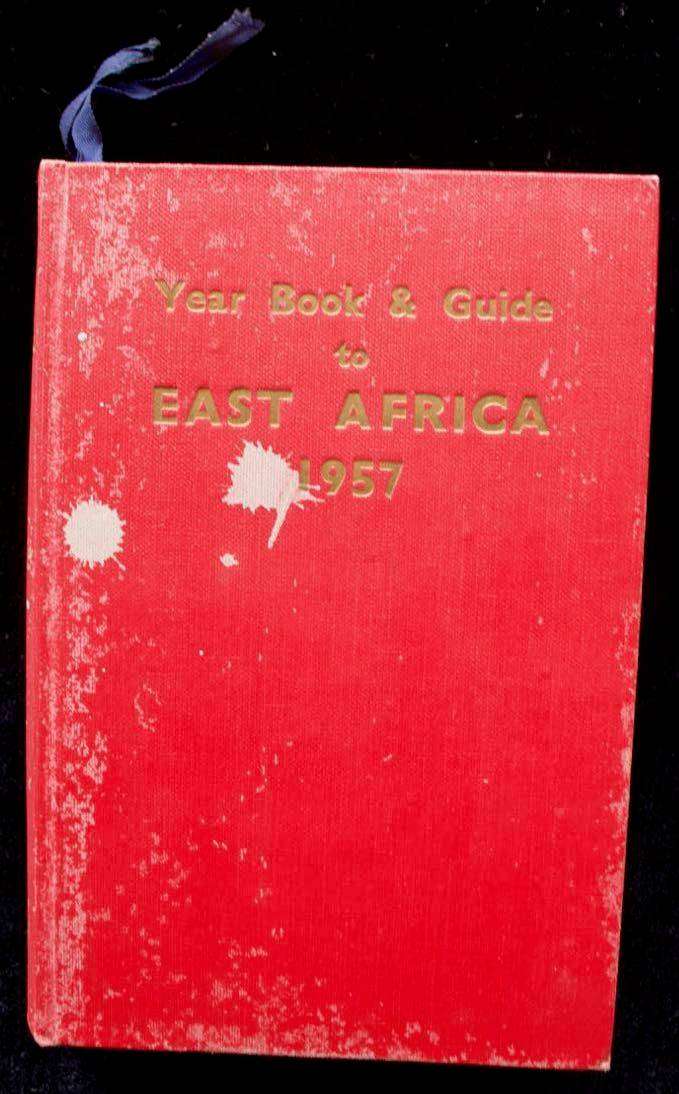 Year Book & Guide
to
EAST AFRICA
1957